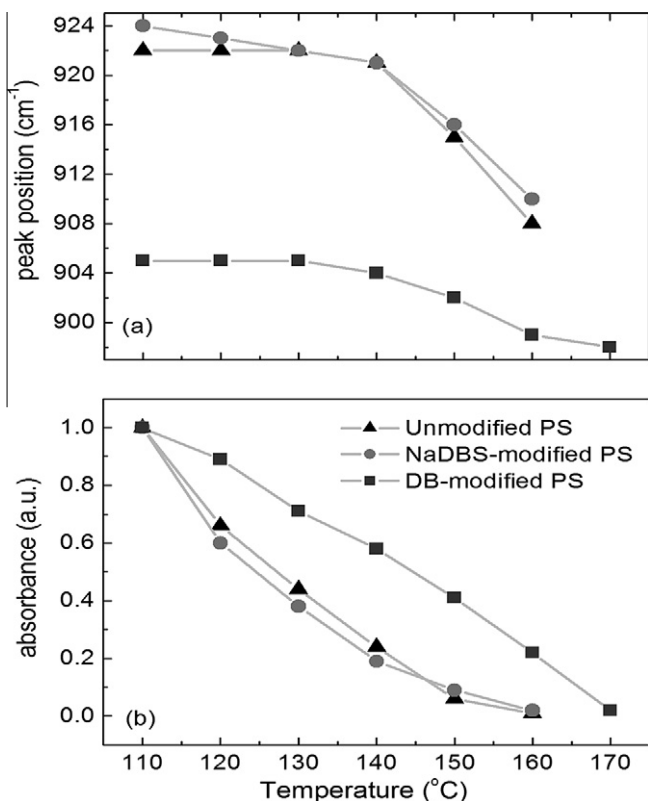 924
920
916
912
908
904
900
peak position (cm-1)
(a)
1.0
0.8
0.6
0.4
0.2
0.0
absorbance (a.u.)
Unmodified PS
NaDBS-modified PS
DB-modified PS
(b)
110 120 130 140 150 160 170
Temperature (°C)